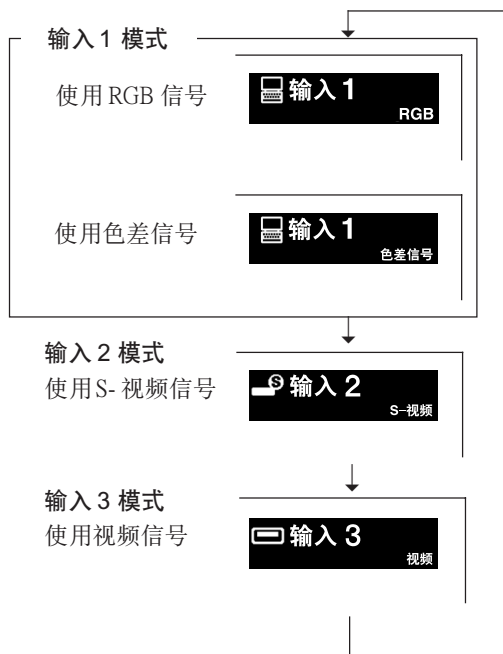 输入1 模式
使用RGB 信号
输入 1
RGB
使用色差信号
输入 1
色差信号
输入 2 模式
使用S- 视频信号
输入 2
S-视频
输入 3 模式
使用视频信号
输入 3
视频